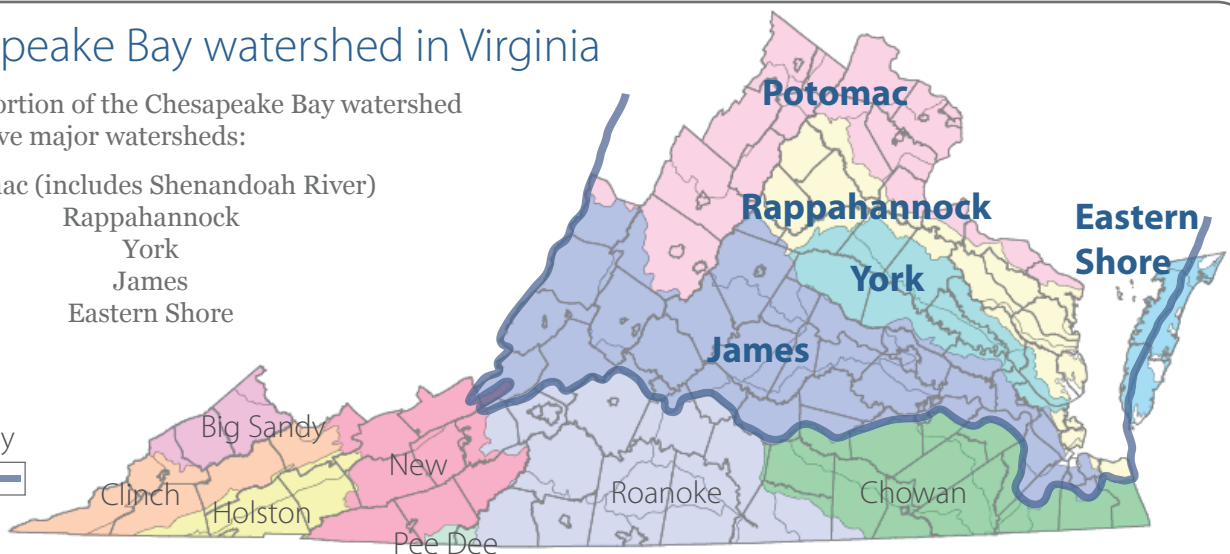 peake Bay watershed in Virginia
ortion of the Chesapeake Bay watershed
ve major watersheds:
ac (includes Shenandoah River)
Rappahannock
York
James
Eastern Shore
Potomac
Rappahannock
Eastern
Shore
York
James
Big Sandy
y
New
Clinch
Holston
Roanoke
Chowan
Pee Dee